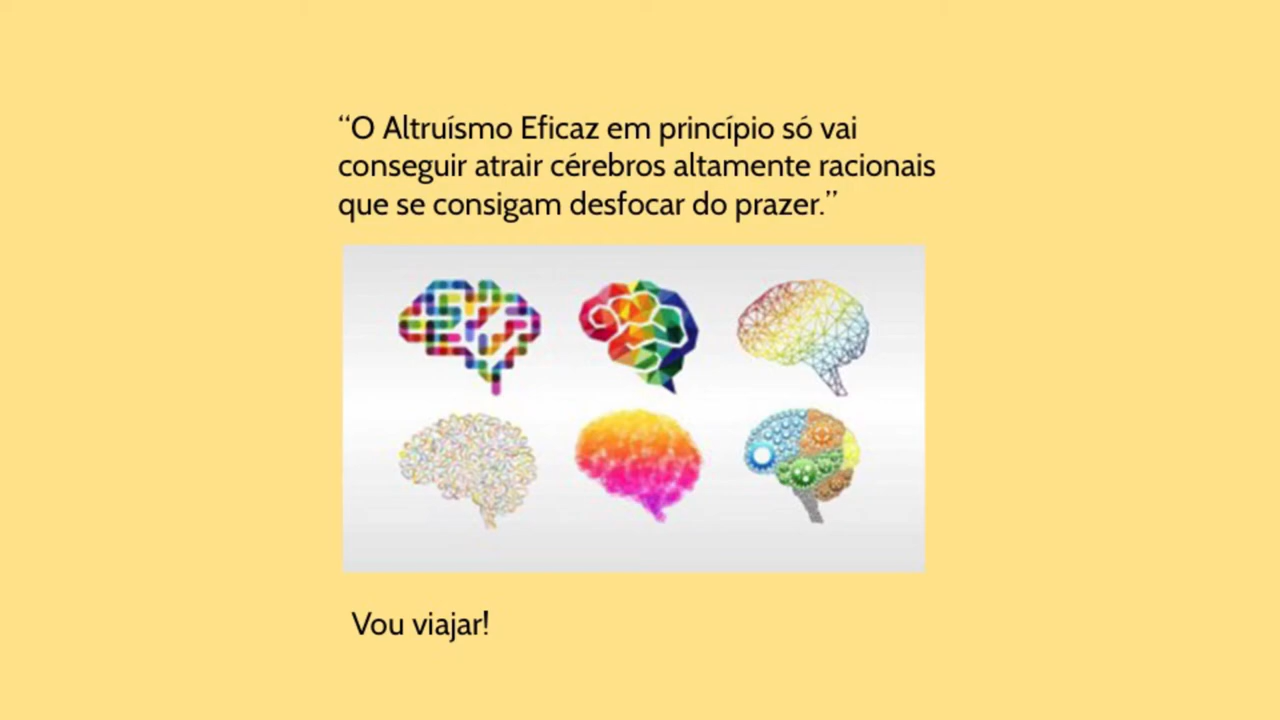 “O Altruísmo Eficaz em princípio só vai
conseguir atrair cérebros altamente racionais
que se consigam desfocar do prazer.”
Vou viajar!